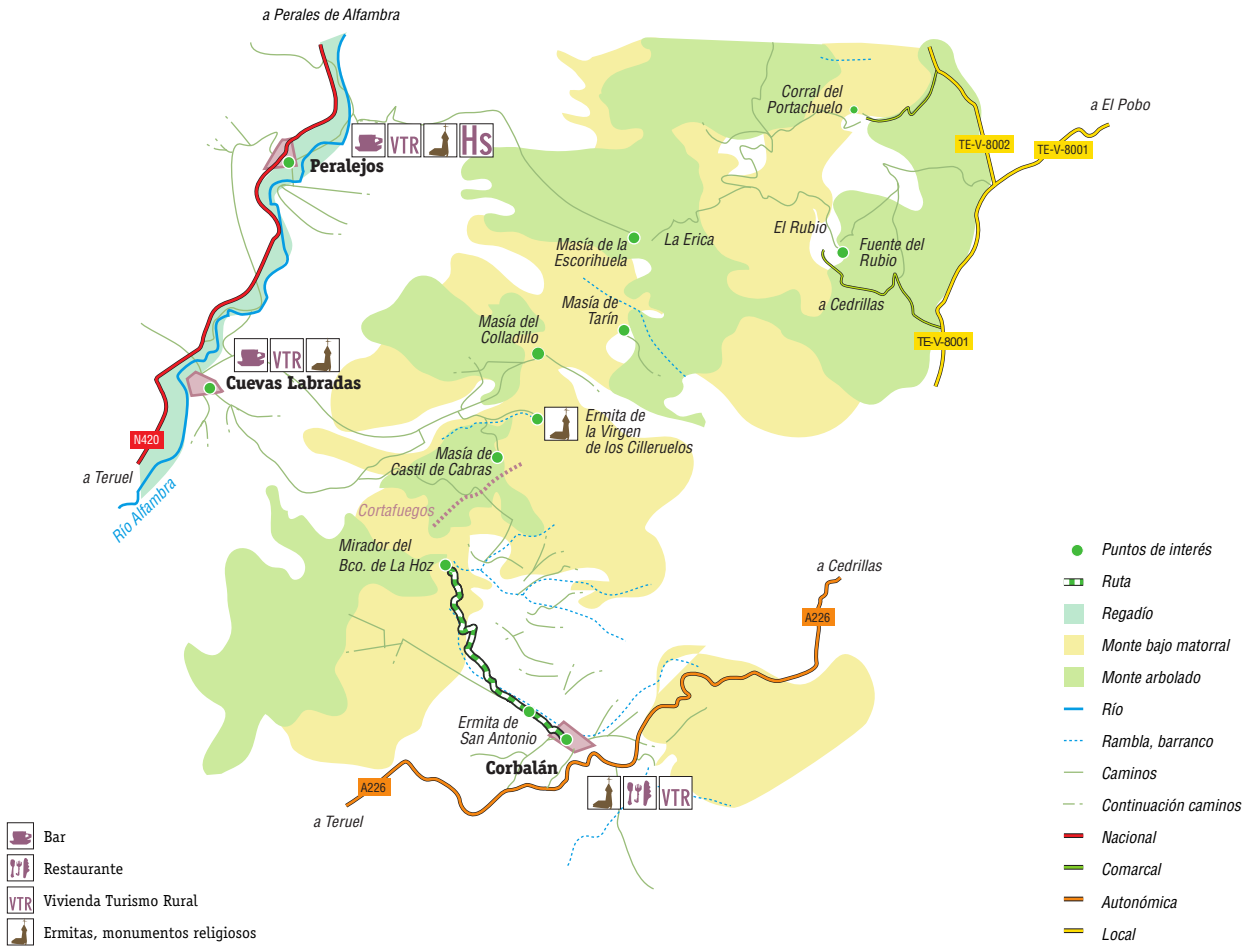 a Perales de Alfambra
Corral del
Portachuelo
a El Pobo
TE-V-8002
TE-V-8001
VTR
Hs
Peralejos
El Rubio
La Erica
Masía de la
Escorihuela
Fuente del
Rubio
Masía de
Tarín
a Cedrillas
Masía del
Colladillo
TE-V-8001
VTR
Cuevas Labradas
Ermita de
la Virgen
de los Cilleruelos
N420
Masía de
Castil de Cabras
a Teruel
Río Alfambra
Cortafuegos
Mirador del
Bco. de La Hoz
a Cedrillas
A226
Ermita de
San Antonio
Corbalán
A226
VTR
a Teruel
Puntos de interés
Ruta
Regadío
Monte bajo matorral
Monte arbolado
Río
Rambla, barranco
Caminos
Continuación caminos
Nacional
Comarcal
Autonómica
Local
Bar
Restaurante
VTR Vivienda Turismo Rural
Ermitas, monumentos religiosos